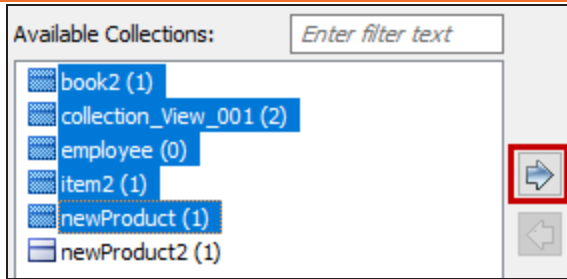 Available Collections: Enter filter text
book2 (1)
collection_View_001 (2)
employee (0)
item2 (1)
newProduct (1)
newProduct2 (1)